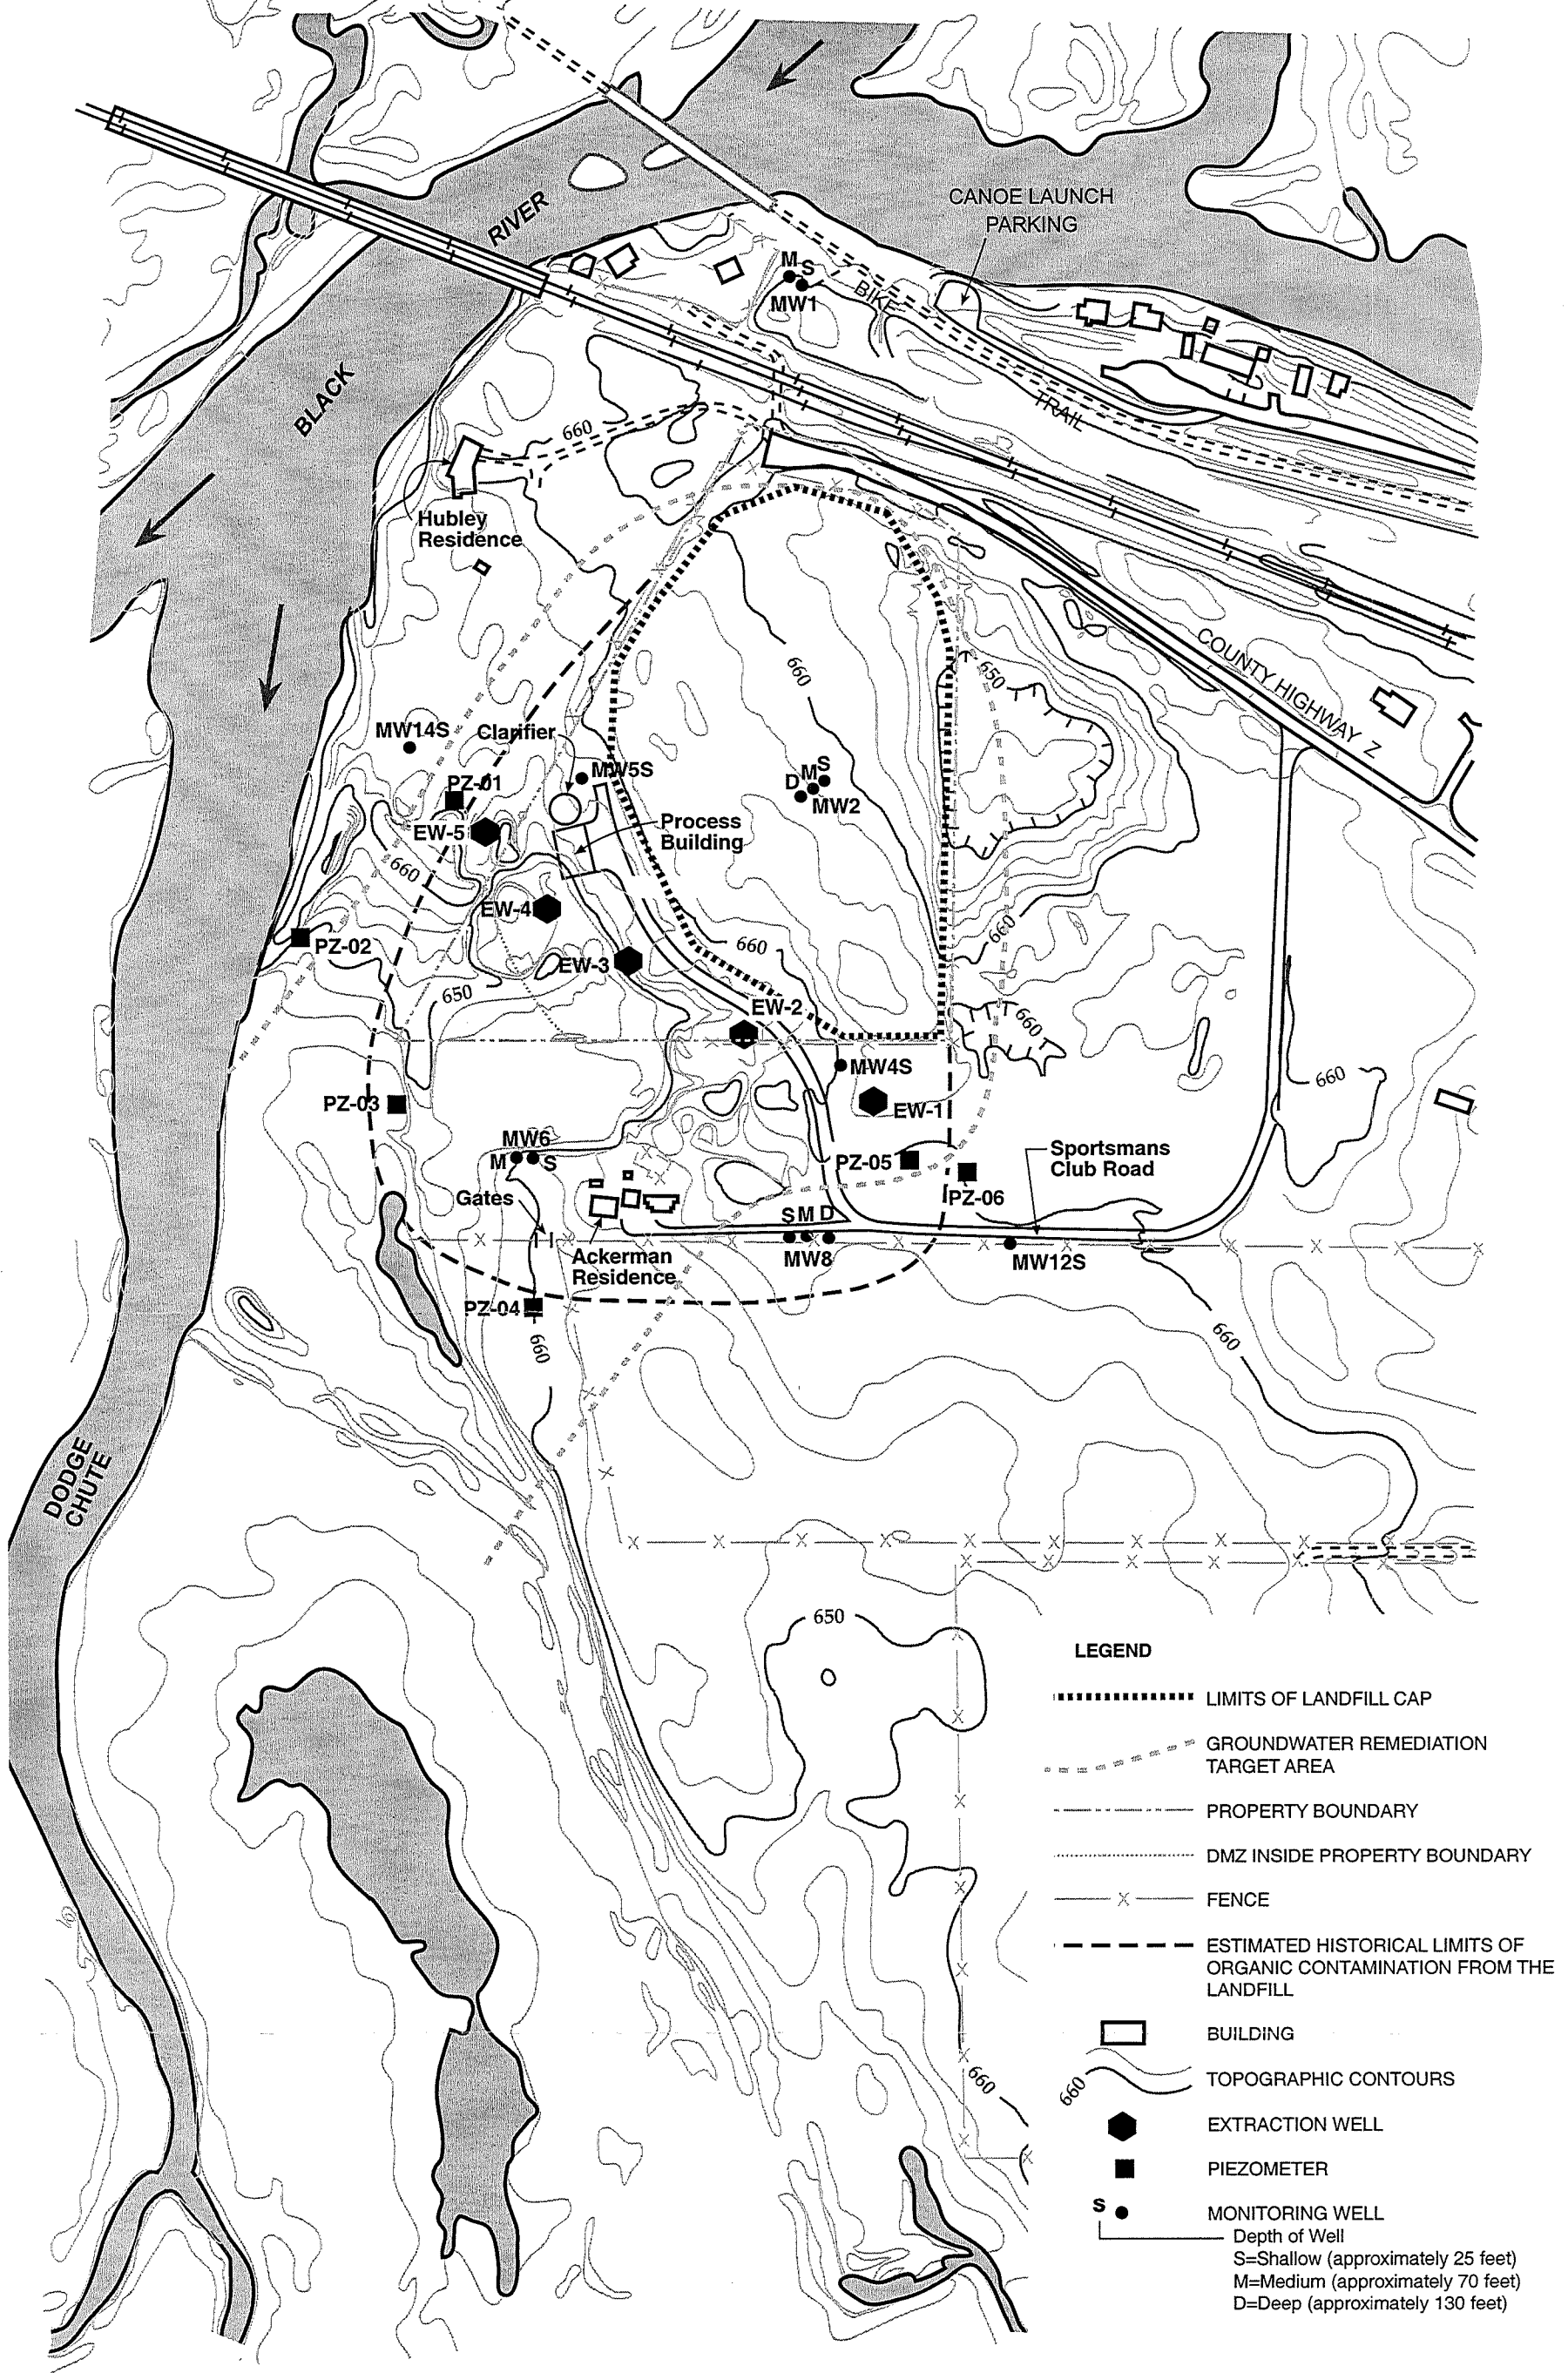 CANOE LAUNCH
PARKING
RIVER
M S
MW1
BIKE
TRAIL
BLACK
660
Hubley
Residence
COUNTY HIGHWAY Z
660
650
MW14S
Clarifier
MW5S
PZ-01
D M S
MW2
EW-5
Process
Building
660
EW-4
PZ-02
660
660
EW-3
650
EW-2
660
MW4S
660
PZ-03
EW-1
MW6
M S
Sportsmans
Club Road
PZ-05
PZ-06
Gates
S M D
Ackerman
Residence
MW8
MW12S
PZ-04
660
660
DODGE
CHUTE
650
LEGEND
LIMITS OF LANDFILL CAP
GROUNDWATER REMEDIATION
TARGET AREA
PROPERTY BOUNDARY
DMZ INSIDE PROPERTY BOUNDARY
X FENCE
ESTIMATED HISTORICAL LIMITS OF
ORGANIC CONTAMINATION FROM THE
LANDFILL
BUILDING
660
660 TOPOGRAPHIC CONTOURS
EXTRACTION WELL
PIEZOMETER
S MONITORING WELL
Depth of Well
S=Shallow (approximately 25 feet)
M=Medium (approximately 70 feet)
D=Deep (approximately 130 feet)